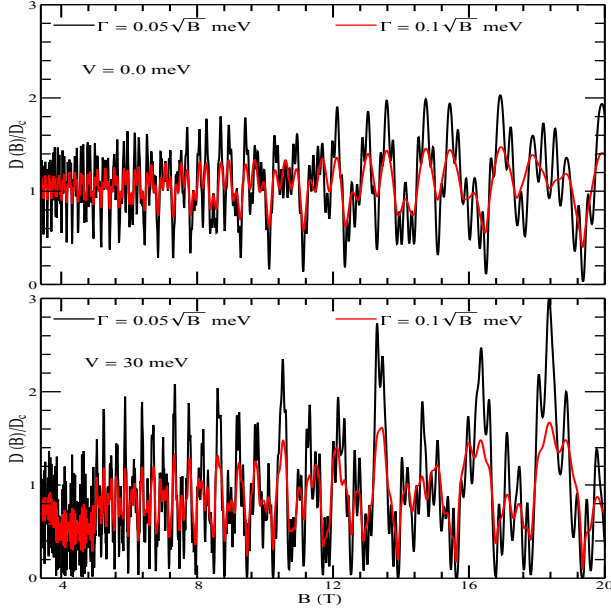 3
Γ = 0.05√B meV
Γ = 0.1√B meV
V = 0.0 meV
2
D (B)/D_c
1
0
3
Γ = 0.05√B meV
Γ = 0.1√B meV
V = 30 meV
2
D (B)/D_c
1
0
4 8 12 16 20
B (T)